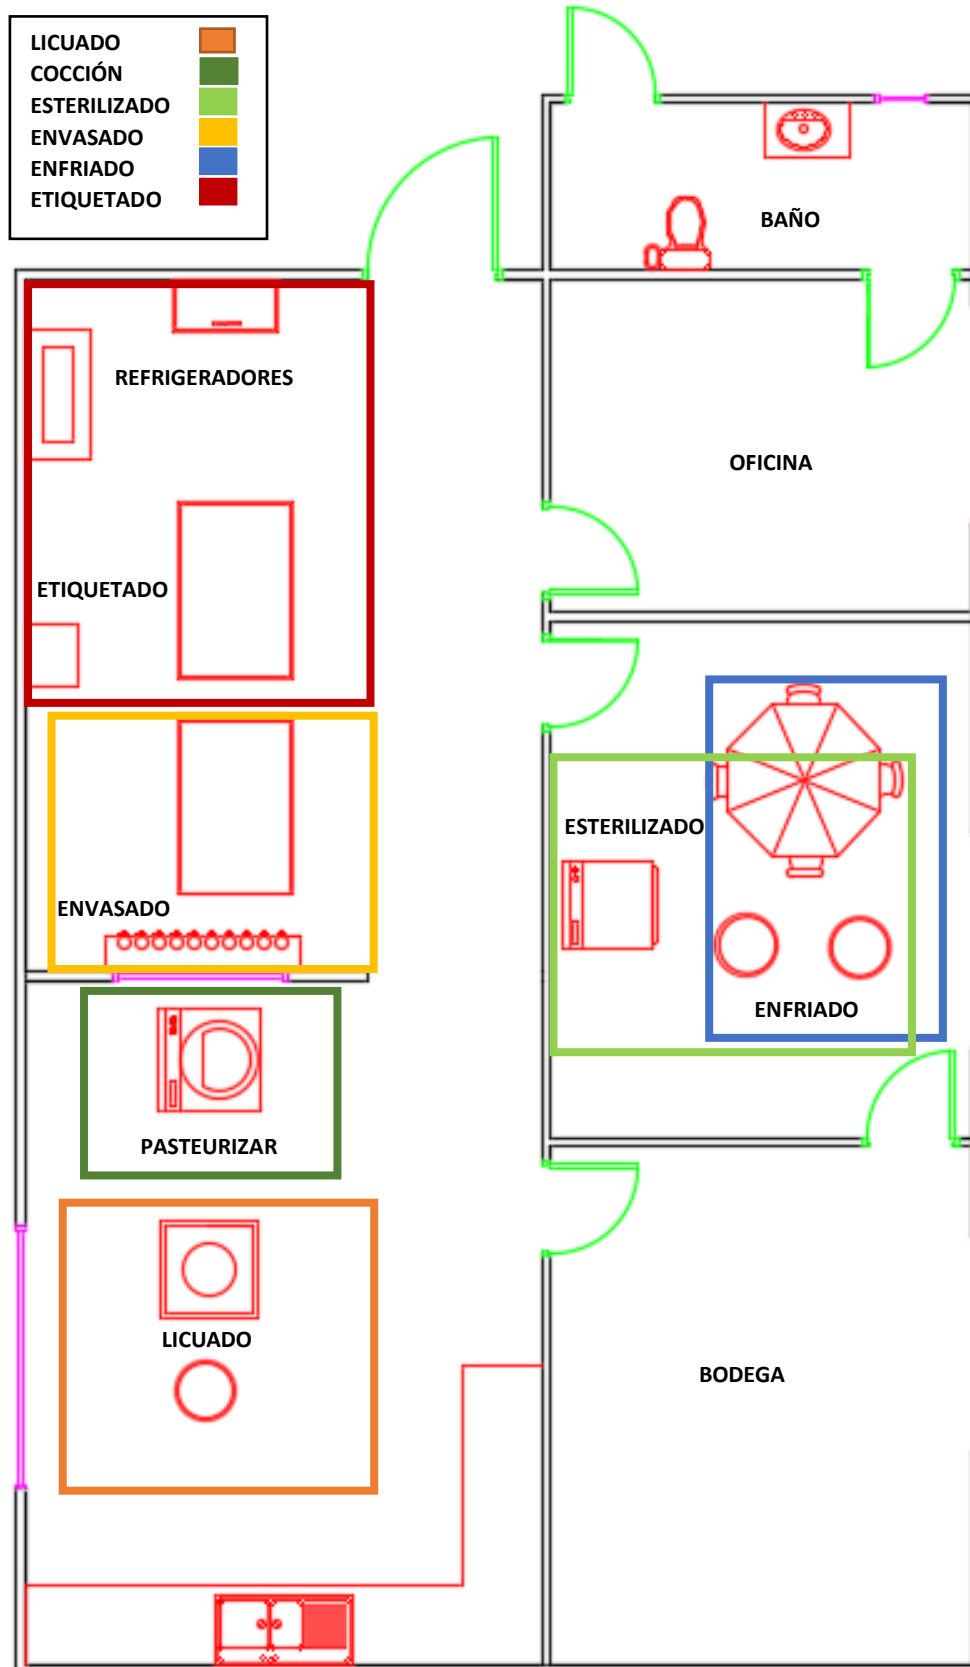 LICUADO
COCCIÓN
ESTERILIZADO
ENVASADO
ENFRIADO
ETIQUETADO
BAÑO
REFRIGERADORES
OFICINA
ETIQUETADO
ESTERILIZADO
ENVASADO
ENFRIADO
PASTEURIZAR
LICUADO
BODEGA